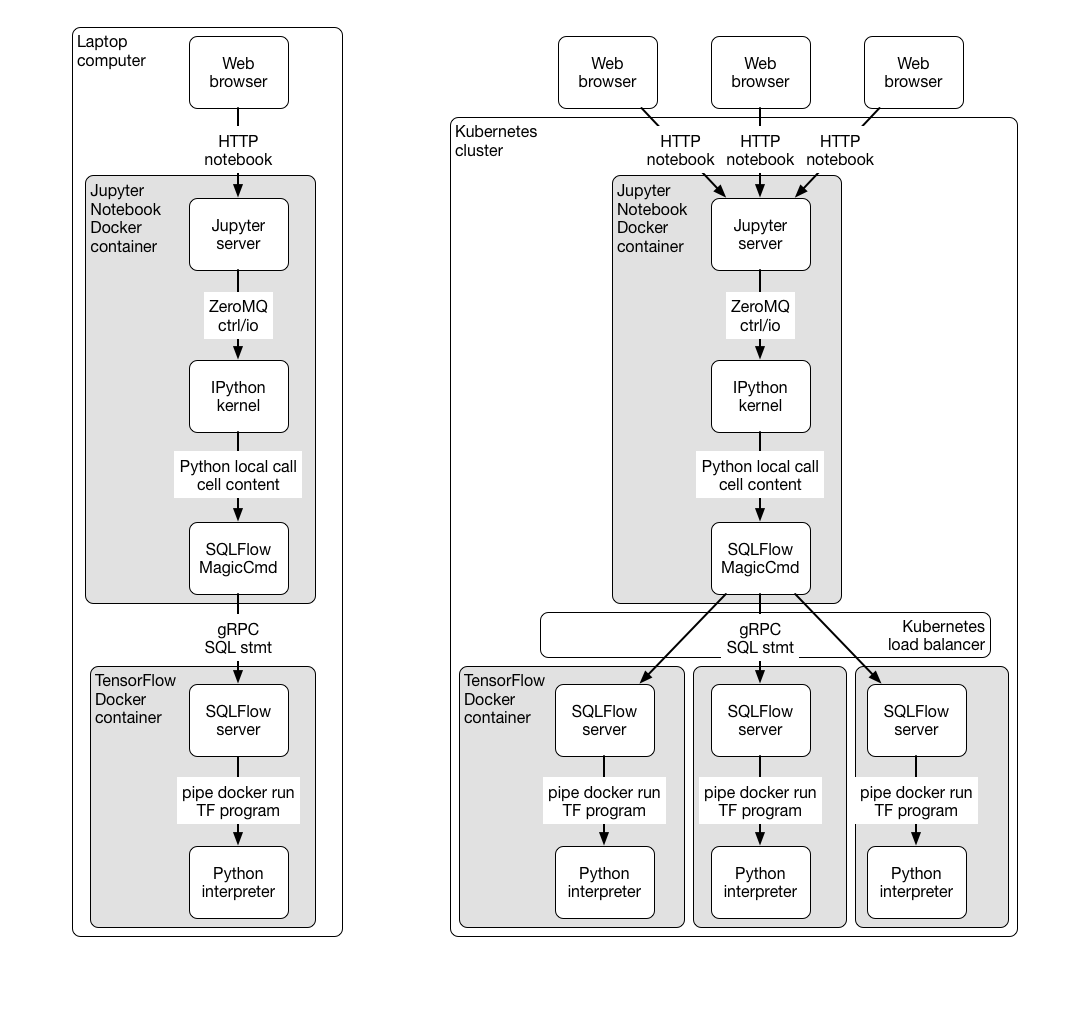 Laptop
computer
Web
browser
HTTP
notebook
Jupyter
Notebook
Docker
container
Jupyter
server
ZeroMQ
ctrl/io
IPython
kernel
Python local call
cell content
SQLFlow
MagicCmd
gRPC
SQL stmt
TensorFlow
Docker
container
SQLFlow
server
pipe docker run
TF program
Python
interpreter
Web
browser
Web
browser
Web
browser
Kubernetes
cluster
HTTP
notebook
HTTP
notebook
HTTP
notebook
Jupyter
Notebook
Docker
container
Jupyter
server
ZeroMQ
ctrl/io
IPython
kernel
Python local call
cell content
SQLFlow
MagicCmd
gRPC
SQL stmt
Kubernetes
load balancer
TensorFlow
Docker
container
SQLFlow
server
pipe docker run
TF program
Python
interpreter
SQLFlow
server
pipe docker run
TF program
Python
interpreter
SQLFlow
server
pipe docker run
TF program
Python
interpreter